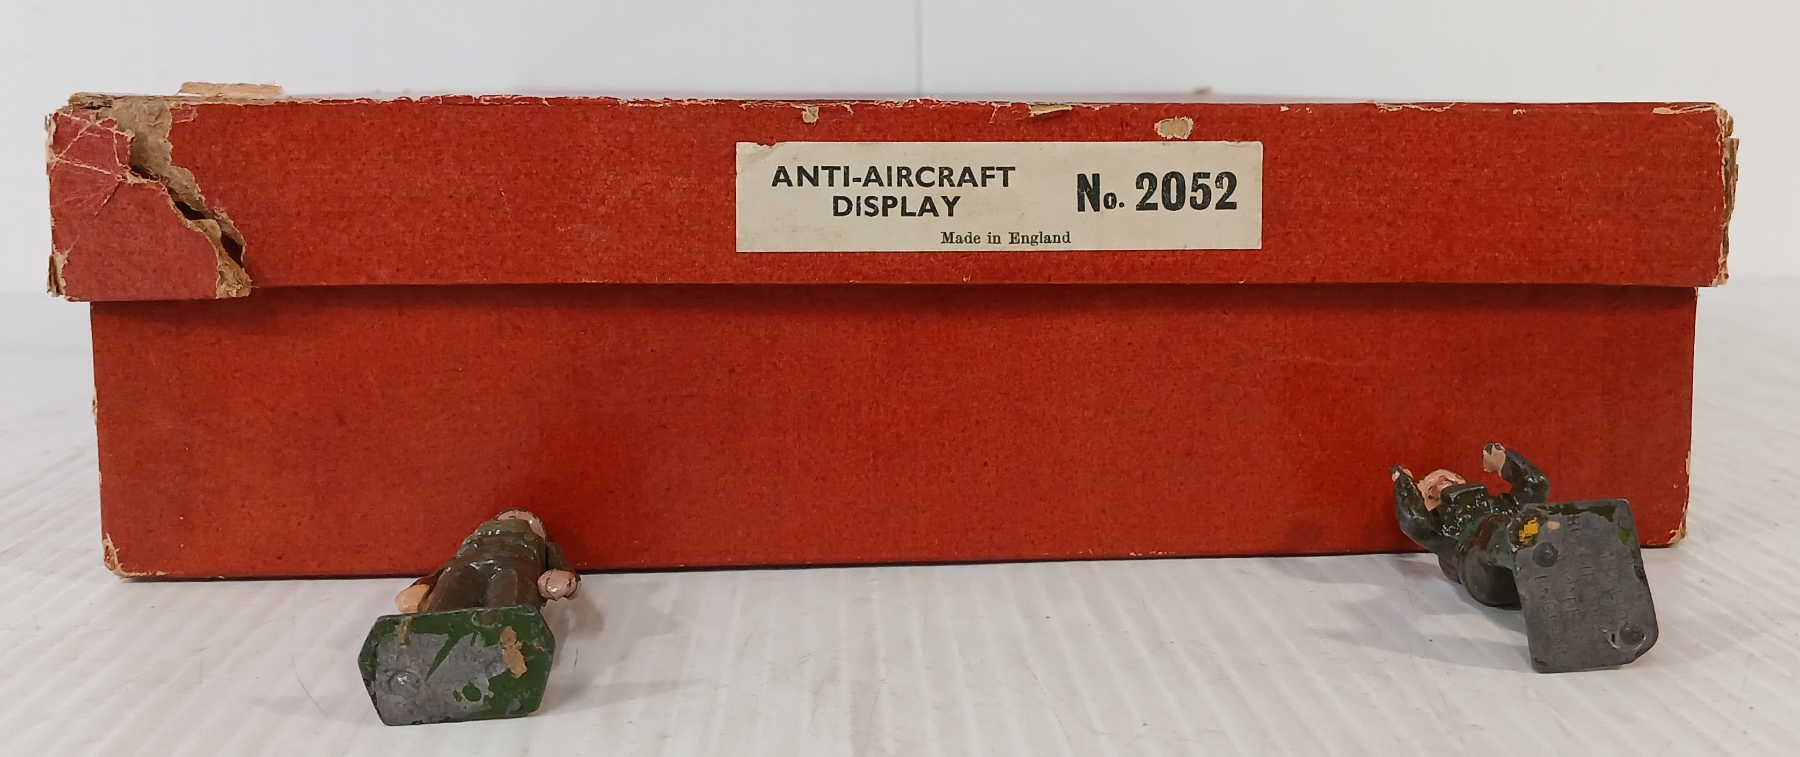 ANTI-AIRCRAFT
DISPLAY
No. 2052
Made in England